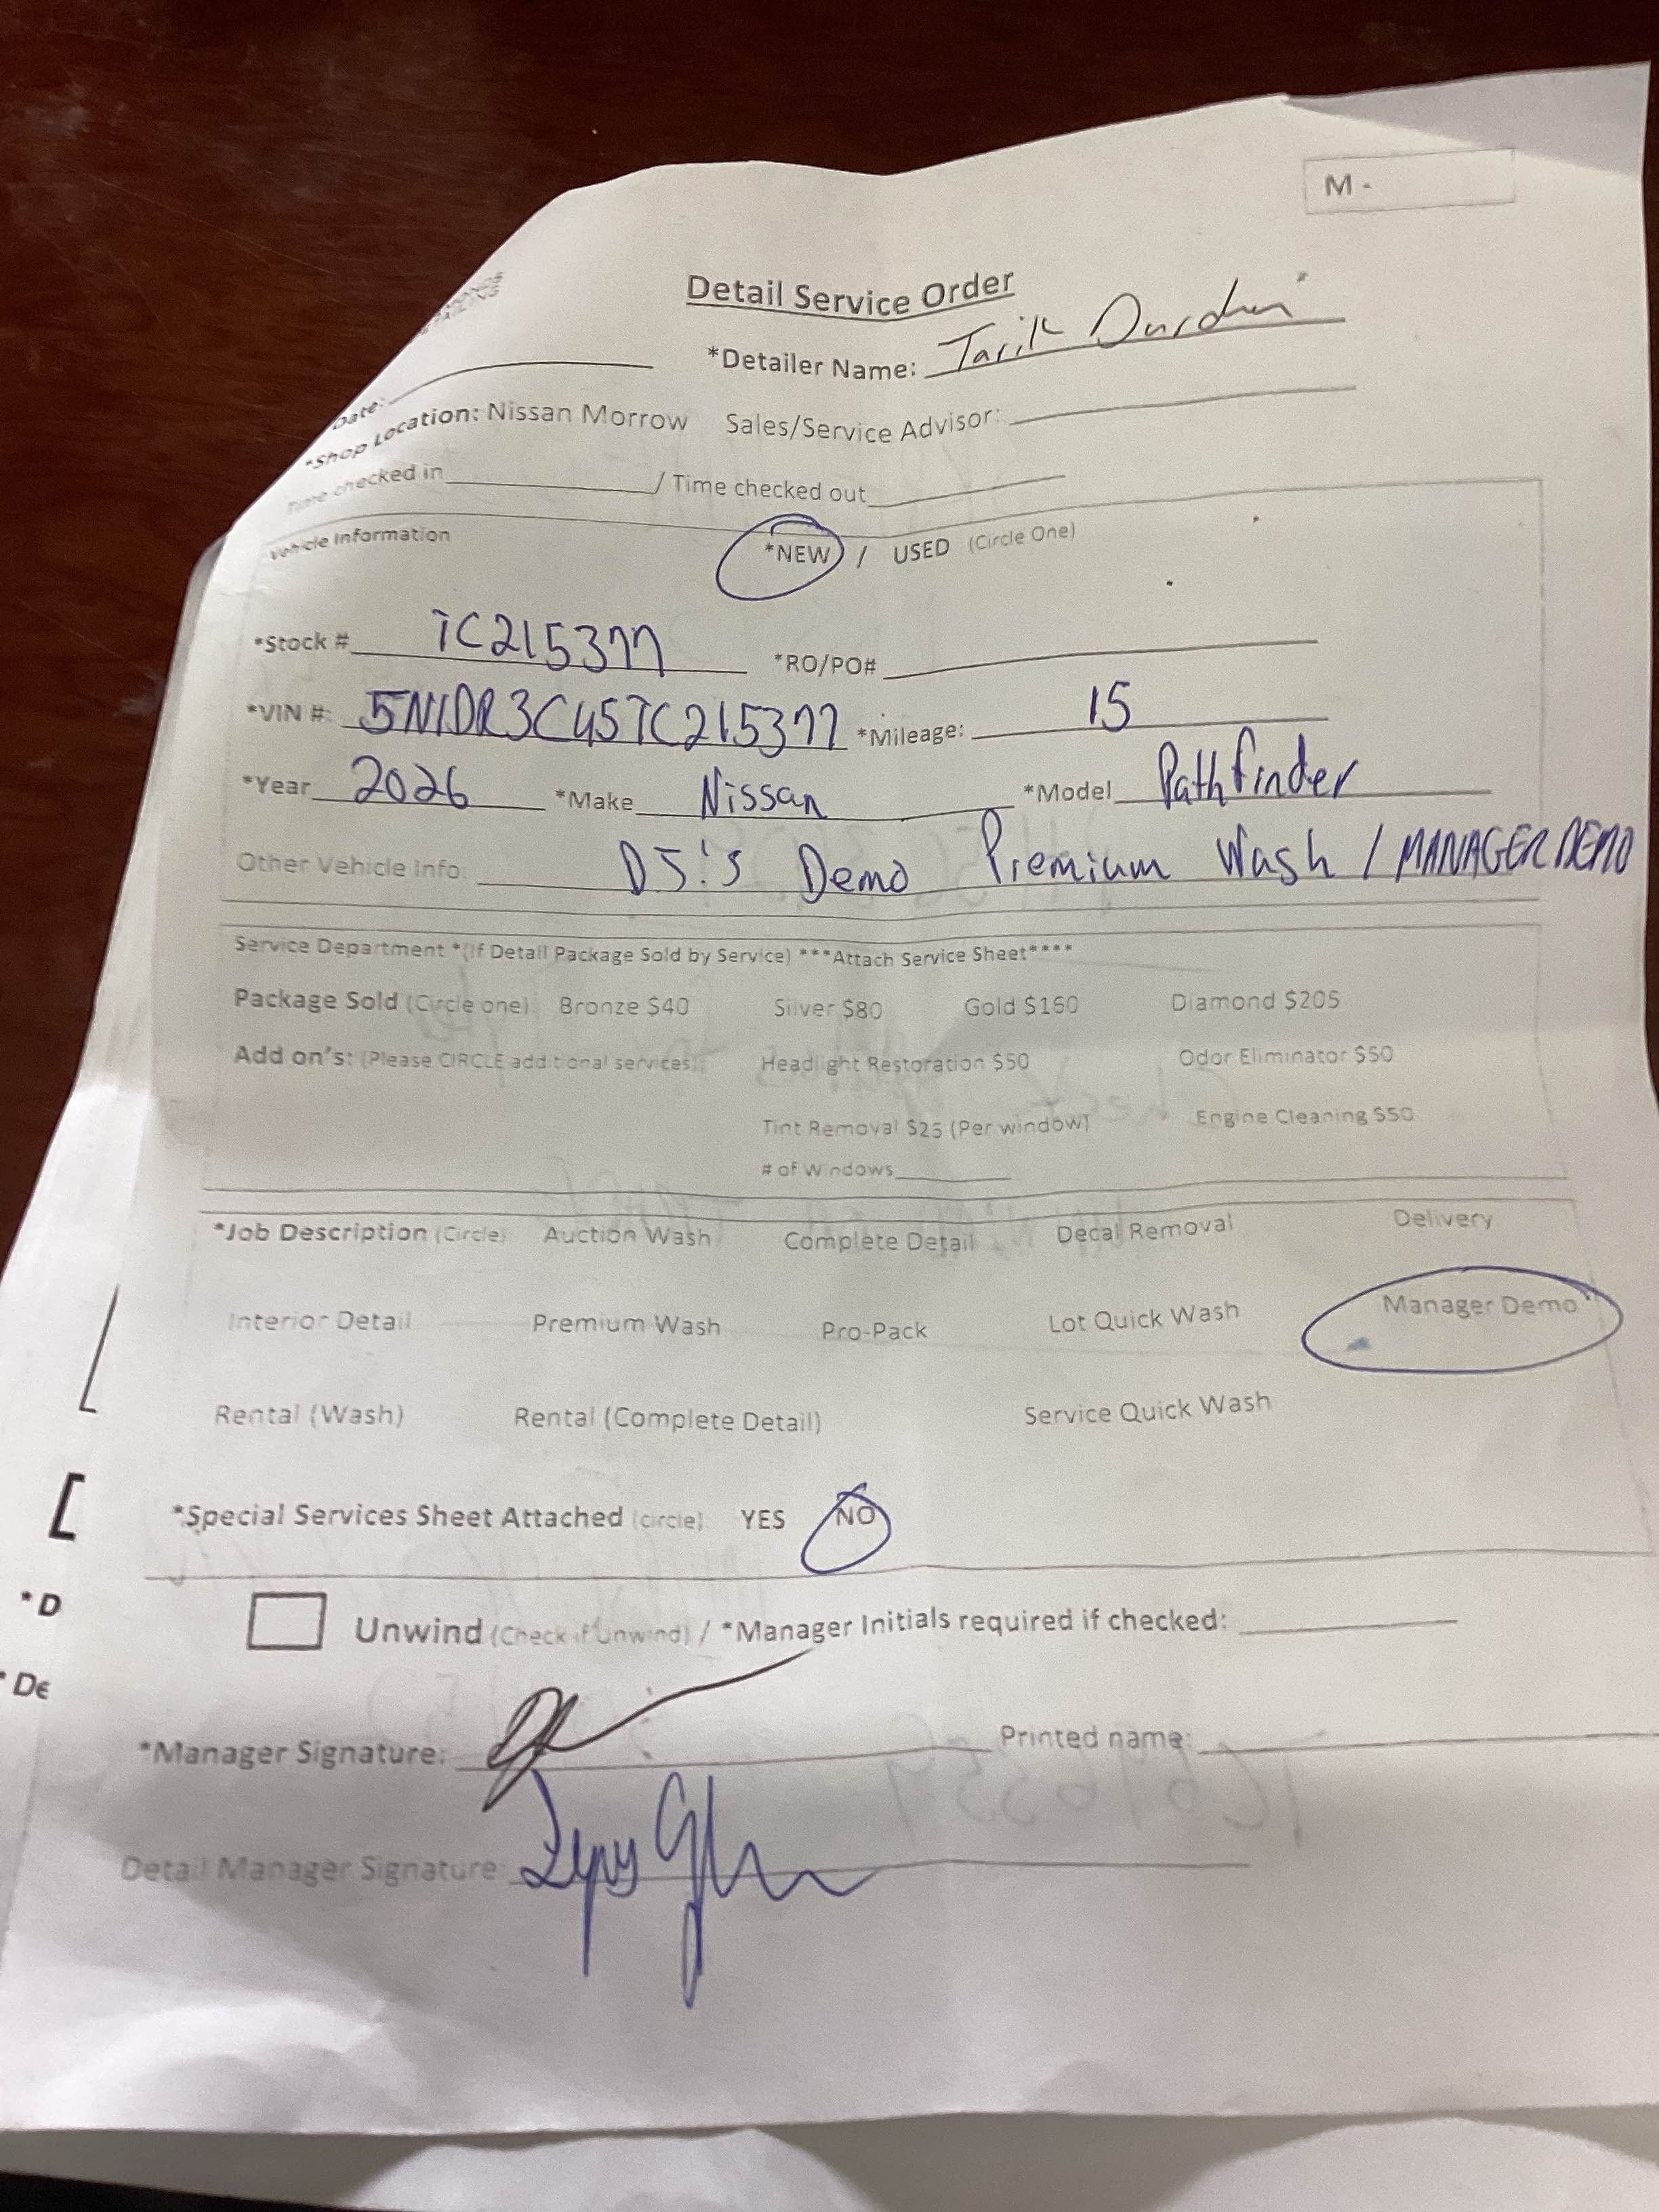 M -
Detail Service Order
*Detailer Name: Tarik
Date:
*Shop Location: Nissan Morrow Sales/Service Advisor:
Time checked in / Time checked out
Vehicle Information *NEW / USED (Circle One)
*Stock # TC215377 *RO/PO#
*VIN #: 5N1DR3CU5TC215377 *Mileage: 15
*Year 2026 *Make Nissan *Model Pathfinder
Other Vehicle Info: DJ's Demo Premium Wash / MANAGER DEMO
Service Department *(If Detail Package Sold by Service) ***Attach Service Sheet****
Package Sold (Circle one) Bronze $40 Silver $80 Gold $160 Diamond $205
Add on's: (Please CIRCLE additional services) Headlight Restoration $50 Odor Eliminator $50
Tint Removal $25 (Per window) Engine Cleaning $50
# of Windows
*Job Description (Circle) Auction Wash Complete Detail Decal Removal Delivery
Interior Detail Premium Wash Pro-Pack Lot Quick Wash Manager Demo
Rental (Wash) Rental (Complete Detail) Service Quick Wash
*Special Services Sheet Attached (circle) YES NO
*D
Unwind (Check if Unwind) / *Manager Initials required if checked:
*De
*Manager Signature: Printed name:
Detail Manager Signature: